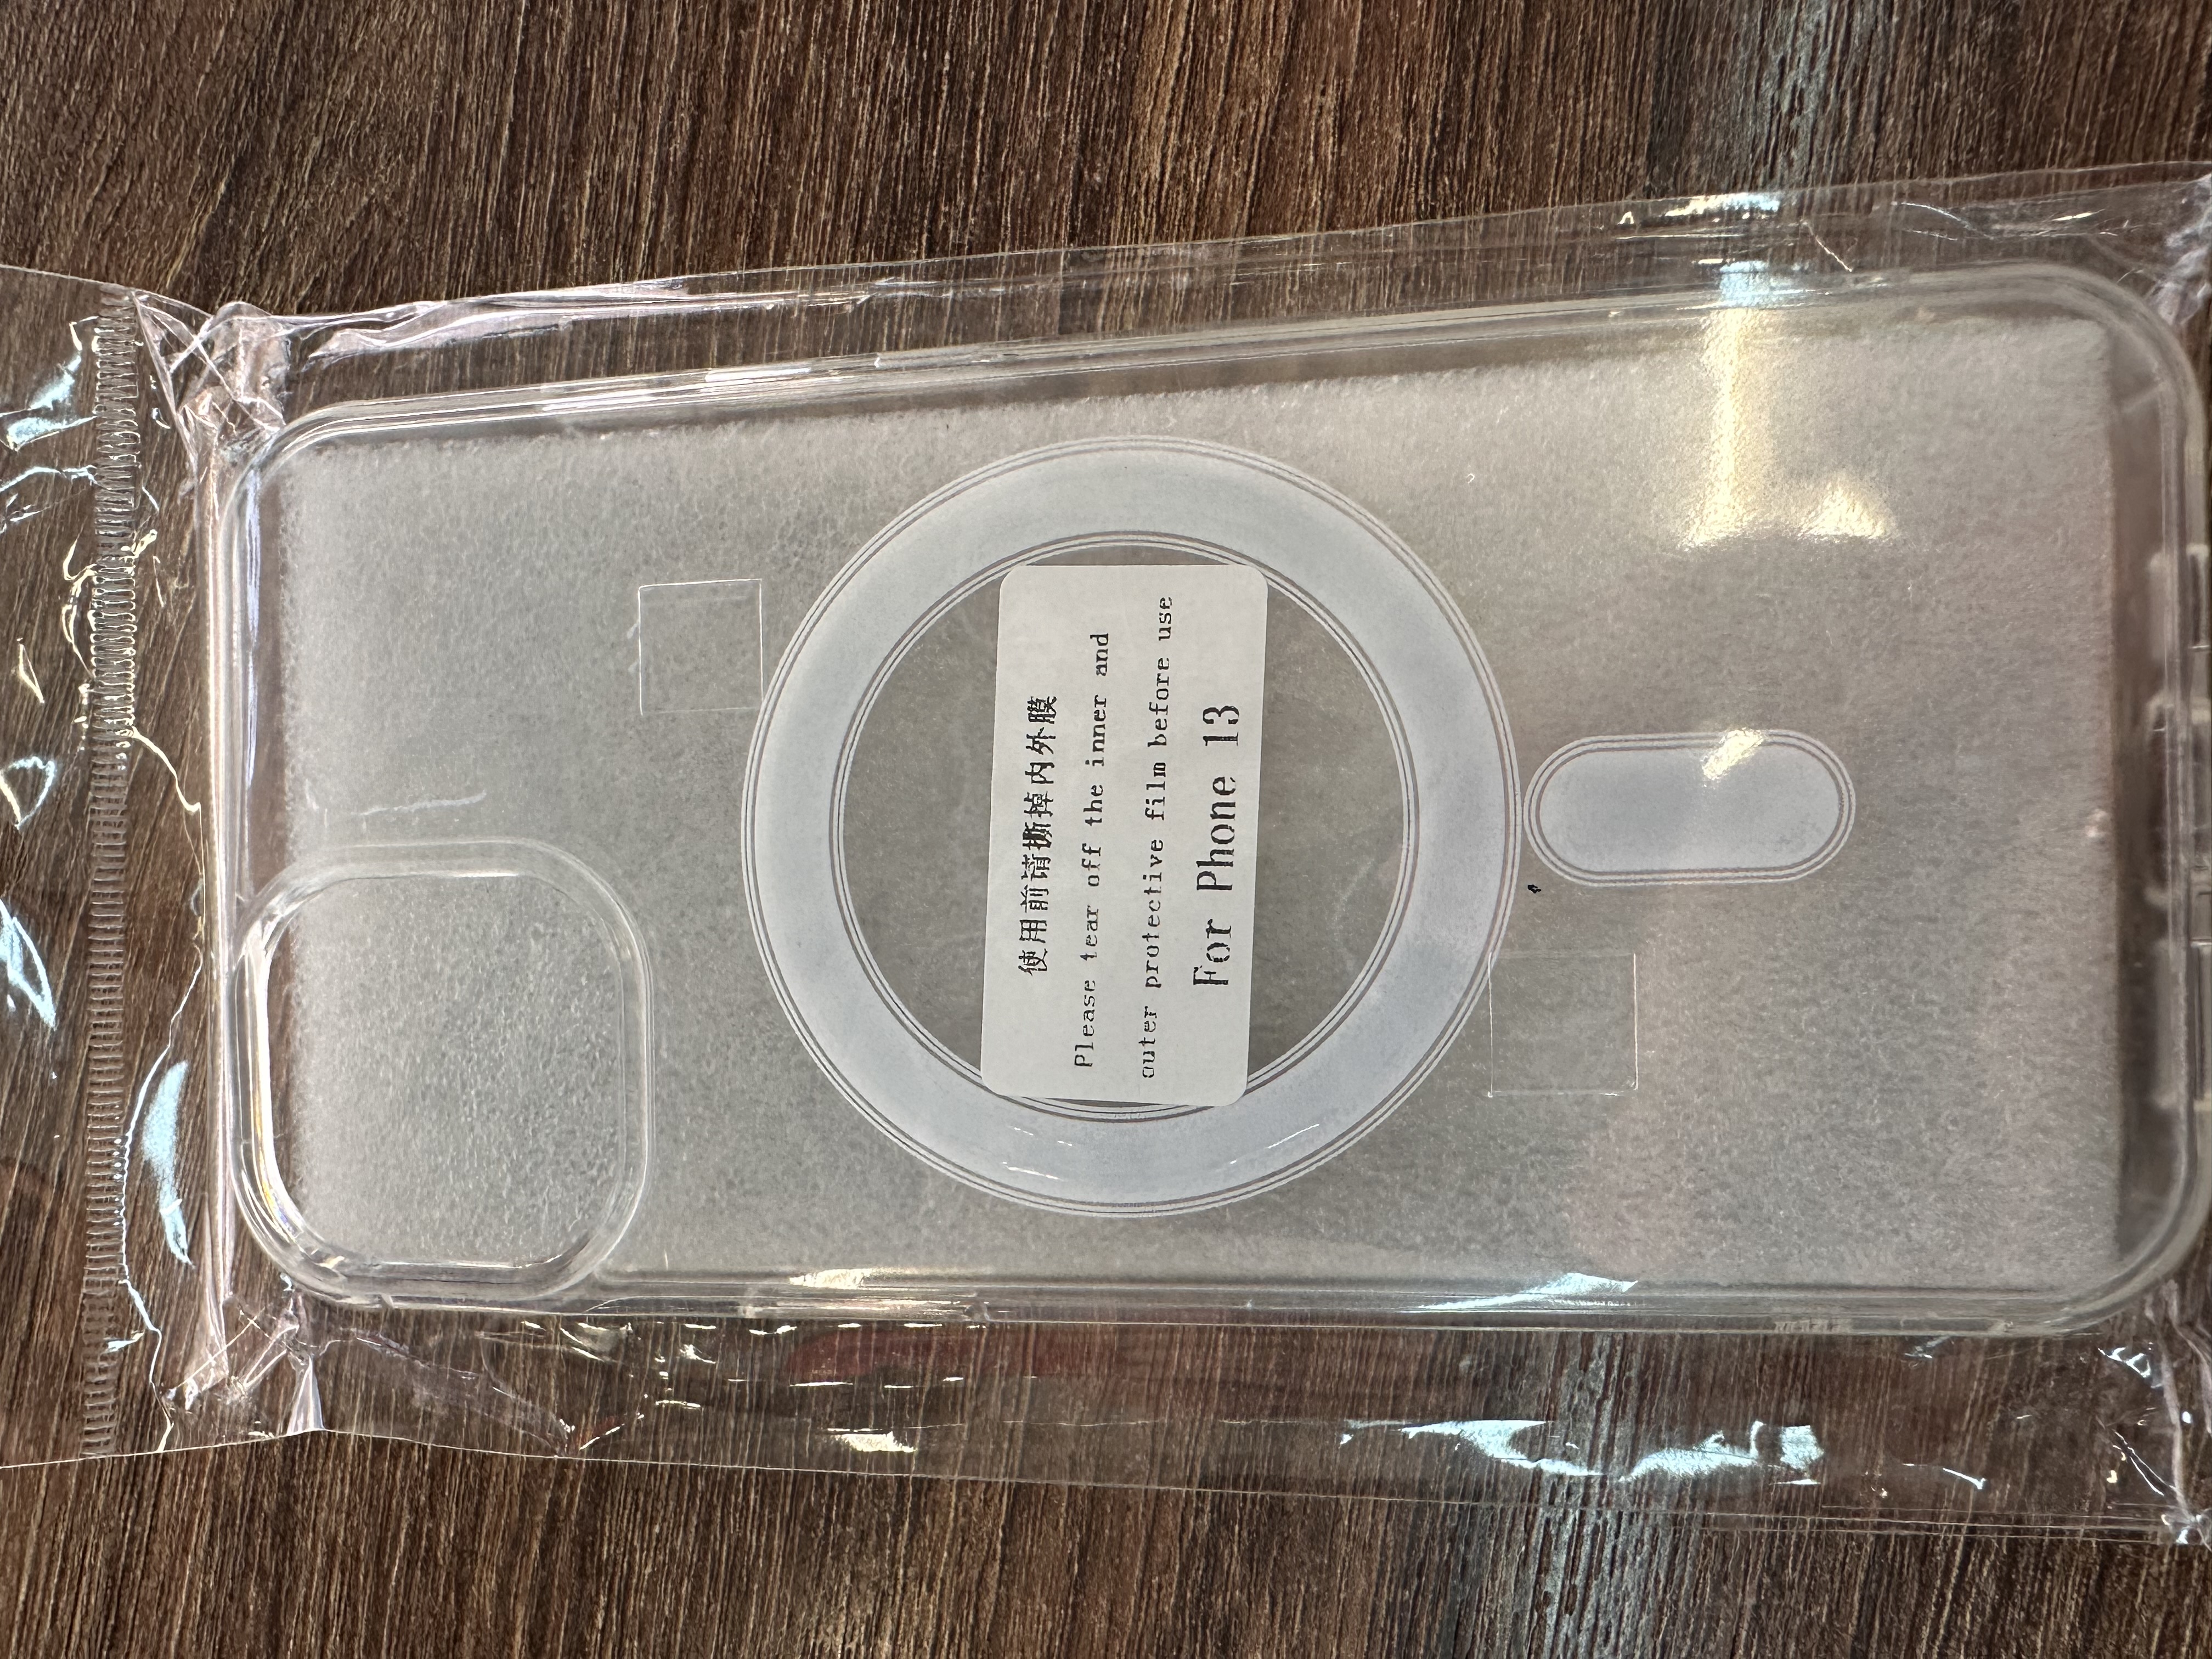 使用前请撕掉内外膜
Please tear off the inner and
outer protective film before use
For Phone 13